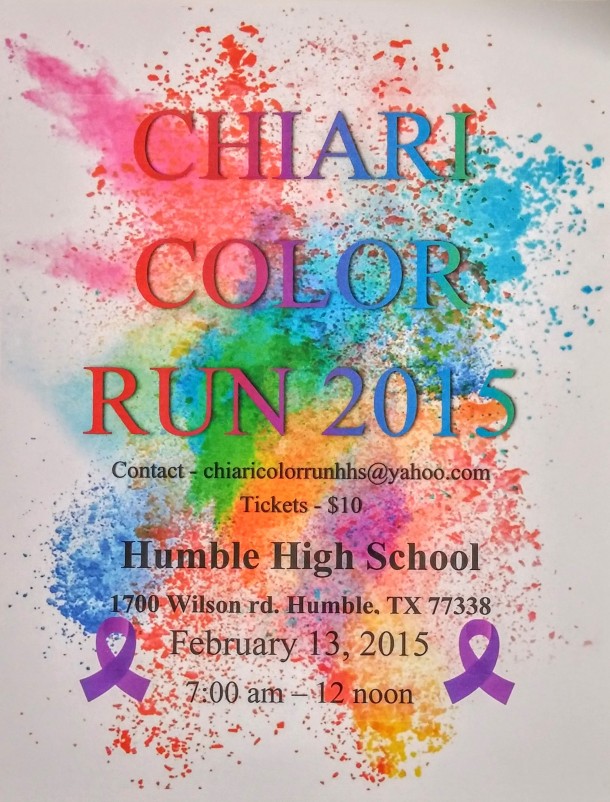 CHIARI
COLOR
RUN 2015
Contact - chiaricolorrunhhs@yahoo.com
Tickets - $10
Humble High School
1700 Wilson rd. Humble. TX 77338
February 13, 2015
7:00 am – 12 noon